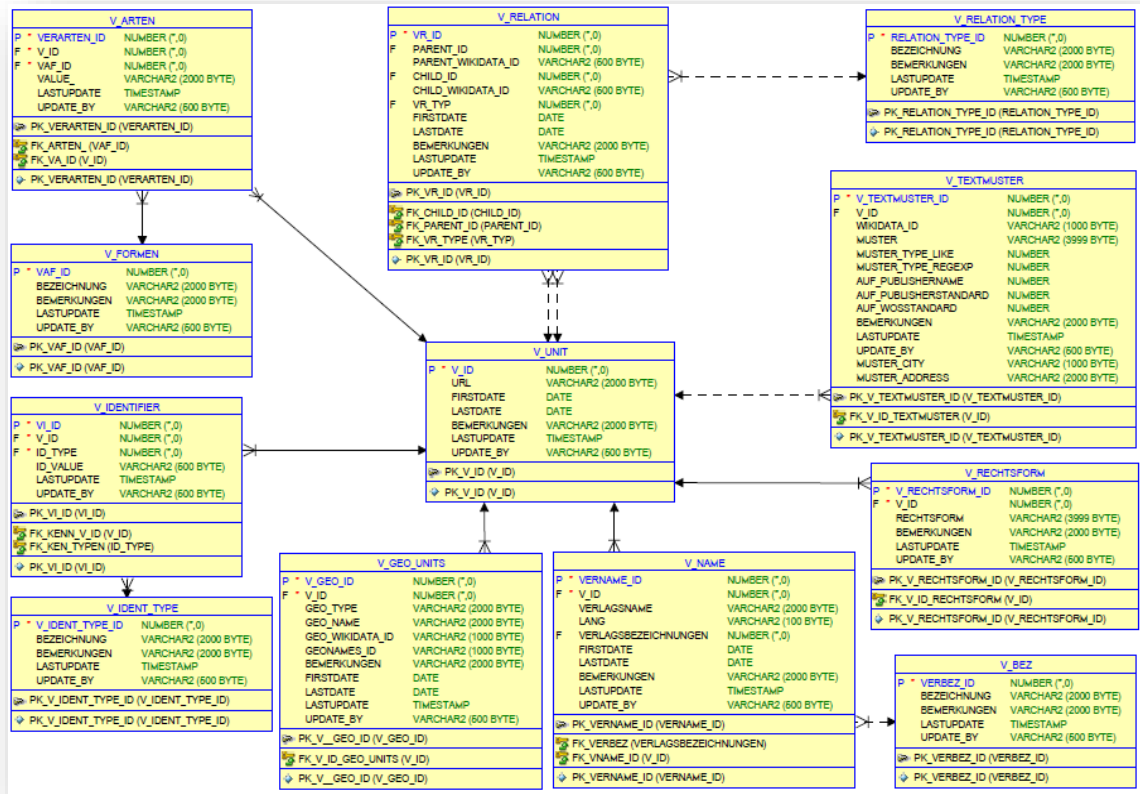 V_ARTEN
P * VERARTEN_ID NUMBER (*,0)
F * V_ID NUMBER (*,0)
F * VAF_ID NUMBER (*,0)
VALUE_ VARCHAR2 (2000 BYTE)
LASTUPDATE TIMESTAMP
UPDATE_BY VARCHAR2 (500 BYTE)
PK_VERARTEN_ID (VERARTEN_ID)
FK_ARTEN_ (VAF_ID)
FK_VA_ID (V_ID)
PK_VERARTEN_ID (VERARTEN_ID)
V_RELATION
P * VR_ID NUMBER (*,0)
F PARENT_ID NUMBER (*,0)
PARENT_WIKIDATA_ID VARCHAR2 (500 BYTE)
F CHILD_ID NUMBER (*,0)
CHILD_WIKIDATA_ID VARCHAR2 (500 BYTE)
F VR_TYP NUMBER (*,0)
FIRSTDATE DATE
LASTDATE DATE
BEMERKUNGEN VARCHAR2 (2000 BYTE)
LASTUPDATE TIMESTAMP
UPDATE_BY VARCHAR2 (500 BYTE)
PK_VR_ID (VR_ID)
FK_CHILD_ID (CHILD_ID)
FK_PARENT_ID (PARENT_ID)
FK_VR_TYPE (VR_TYP)
PK_VR_ID (VR_ID)
V_RELATION_TYPE
P * RELATION_TYPE_ID NUMBER (*,0)
BEZEICHNUNG VARCHAR2 (2000 BYTE)
BEMERKUNGEN VARCHAR2 (2000 BYTE)
LASTUPDATE TIMESTAMP
UPDATE_BY VARCHAR2 (500 BYTE)
PK_RELATION_TYPE_ID (RELATION_TYPE_ID)
PK_RELATION_TYPE_ID (RELATION_TYPE_ID)
V_TEXTMUSTER
P * V_TEXTMUSTER_ID NUMBER (*,0)
F V_ID NUMBER (*,0)
WIKIDATA_ID VARCHAR2 (1000 BYTE)
MUSTER VARCHAR2 (3999 BYTE)
MUSTER_TYPE_LIKE NUMBER
MUSTER_TYPE_REGEXP NUMBER
AUF_PUBLISHERNAME NUMBER
AUF_PUBLISHERSTANDARD NUMBER
AUF_WOSSTANDARD NUMBER
BEMERKUNGEN VARCHAR2 (2000 BYTE)
LASTUPDATE TIMESTAMP
UPDATE_BY VARCHAR2 (500 BYTE)
MUSTER_CITY VARCHAR2 (1000 BYTE)
MUSTER_ADDRESS VARCHAR2 (2000 BYTE)
PK_V_TEXTMUSTER_ID (V_TEXTMUSTER_ID)
FK_V_ID_TEXTMUSTER (V_ID)
PK_V_TEXTMUSTER_ID (V_TEXTMUSTER_ID)
V_FORMEN
P * VAF_ID NUMBER (*,0)
BEZEICHNUNG VARCHAR2 (2000 BYTE)
BEMERKUNGEN VARCHAR2 (2000 BYTE)
LASTUPDATE TIMESTAMP
UPDATE_BY VARCHAR2 (500 BYTE)
PK_VAF_ID (VAF_ID)
PK_VAF_ID (VAF_ID)
V_UNIT
P * V_ID NUMBER (*,0)
URL VARCHAR2 (2000 BYTE)
FIRSTDATE DATE
LASTDATE DATE
BEMERKUNGEN VARCHAR2 (2000 BYTE)
LASTUPDATE TIMESTAMP
UPDATE_BY VARCHAR2 (500 BYTE)
PK_V_ID (V_ID)
PK_V_ID (V_ID)
V_IDENTIFIER
P * VI_ID NUMBER (*,0)
F * V_ID NUMBER (*,0)
F * ID_TYPE NUMBER (*,0)
ID_VALUE VARCHAR2 (500 BYTE)
LASTUPDATE TIMESTAMP
UPDATE_BY VARCHAR2 (500 BYTE)
PK_VI_ID (VI_ID)
FK_KENN_V_ID (V_ID)
FK_KEN_TYPEN (ID_TYPE)
PK_VI_ID (VI_ID)
V_RECHTSFORM
P * V_RECHTSFORM_ID NUMBER (*,0)
F * V_ID NUMBER (*,0)
RECHTSFORM VARCHAR2 (3999 BYTE)
BEMERKUNGEN VARCHAR2 (2000 BYTE)
LASTUPDATE TIMESTAMP
UPDATE_BY VARCHAR2 (500 BYTE)
PK_V_RECHTSFORM_ID (V_RECHTSFORM_ID)
FK_V_ID_RECHTSFORM (V_ID)
PK_V_RECHTSFORM_ID (V_RECHTSFORM_ID)
V_IDENT_TYPE
P * V_IDENT_TYPE_ID NUMBER (*,0)
BEZEICHNUNG VARCHAR2 (2000 BYTE)
BEMERKUNGEN VARCHAR2 (2000 BYTE)
LASTUPDATE TIMESTAMP
UPDATE_BY VARCHAR2 (500 BYTE)
PK_V_IDENT_TYPE_ID (V_IDENT_TYPE_ID)
PK_V_IDENT_TYPE_ID (V_IDENT_TYPE_ID)
V_GEO_UNITS
P * V_GEO_ID NUMBER (*,0)
F * V_ID NUMBER (*,0)
GEO_TYPE VARCHAR2 (2000 BYTE)
GEO_NAME VARCHAR2 (2000 BYTE)
GEO_WIKIDATA_ID VARCHAR2 (1000 BYTE)
GEONAMES_ID VARCHAR2 (1000 BYTE)
BEMERKUNGEN VARCHAR2 (2000 BYTE)
FIRSTDATE DATE
LASTDATE DATE
LASTUPDATE TIMESTAMP
UPDATE_BY VARCHAR2 (500 BYTE)
PK_V__GEO_ID (V_GEO_ID)
FK_V_ID_GEO_UNITS (V_ID)
PK_V__GEO_ID (V_GEO_ID)
V_NAME
P * VERNAME_ID NUMBER (*,0)
F * V_ID NUMBER (*,0)
VERLAGSNAME VARCHAR2 (2000 BYTE)
LANG VARCHAR2 (100 BYTE)
F VERLAGSBEZEICHNUNGEN NUMBER (*,0)
FIRSTDATE DATE
LASTDATE DATE
BEMERKUNGEN VARCHAR2 (2000 BYTE)
LASTUPDATE TIMESTAMP
UPDATE_BY VARCHAR2 (500 BYTE)
PK_VERNAME_ID (VERNAME_ID)
FK_VERBEZ (VERLAGSBEZEICHNUNGEN)
FK_VNAME_ID (V_ID)
PK_VERNAME_ID (VERNAME_ID)
V_BEZ
P * VERBEZ_ID NUMBER (*,0)
BEZEICHNUNG VARCHAR2 (2000 BYTE)
BEMERKUNGEN VARCHAR2 (2000 BYTE)
LASTUPDATE TIMESTAMP
UPDATE_BY VARCHAR2 (500 BYTE)
PK_VERBEZ_ID (VERBEZ_ID)
PK_VERBEZ_ID (VERBEZ_ID)